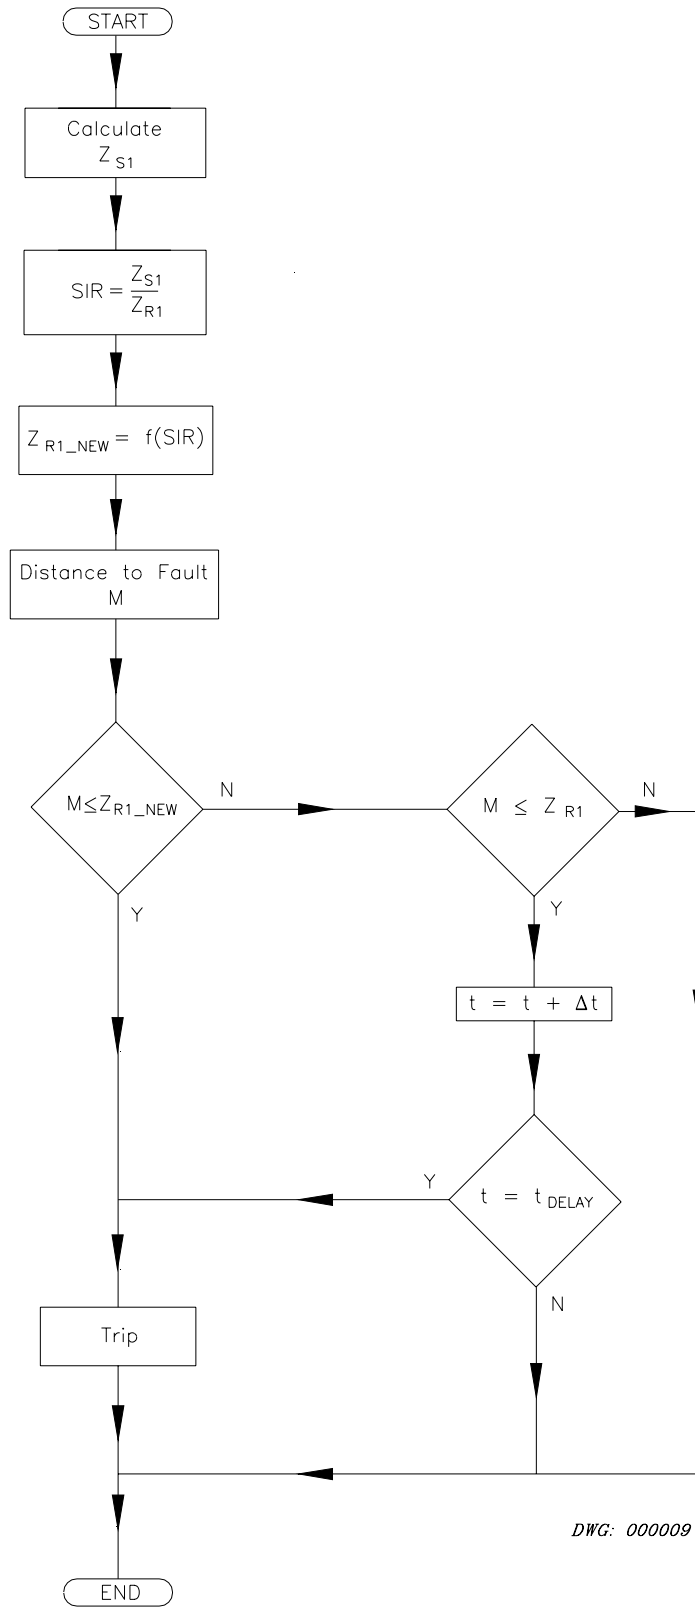 START
Calculate
Z S1
SIR = Z S1 / Z R1
Z R1_NEW = f(SIR)
Distance to Fault
M
M≤Z R1_NEW
N
M ≤ Z R1
N
Y
Y
t = t + Δt
Y
t = t DELAY
N
Trip
DWG: 000009
END